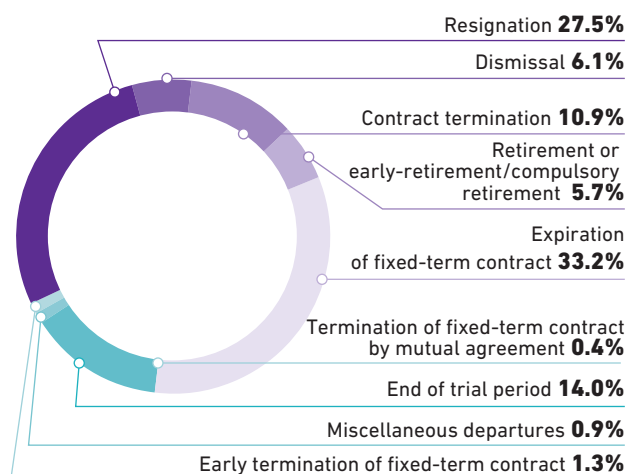 Resignation 27.5%
Dismissal 6.1%
Contract termination 10.9%
Retirement or
early-retirement/compulsory
retirement 5.7%
Expiration
of fixed-term contract 33.2%
Termination of fixed-term contract
by mutual agreement 0.4%
End of trial period 14.0%
Miscellaneous departures 0.9%
Early termination of fixed-term contract 1.3%